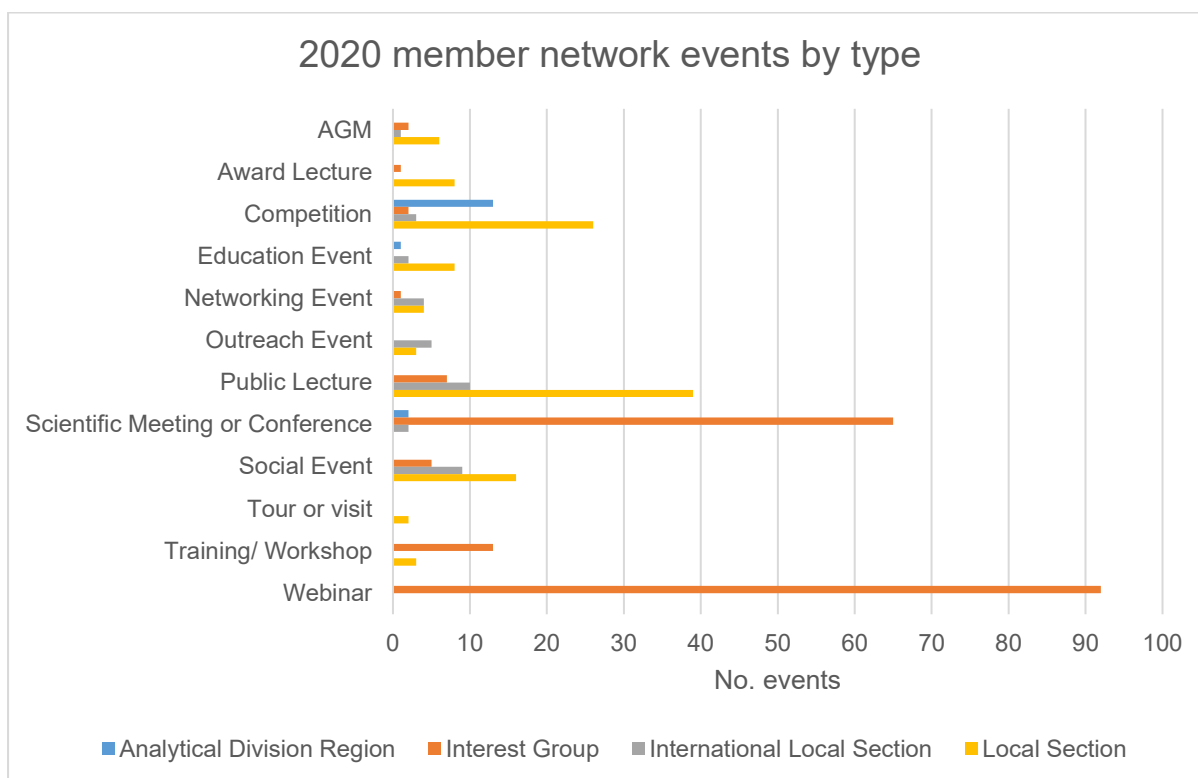 2020 member network events by type
AGM
Award Lecture
Competition
Education Event
Networking Event
Outreach Event
Public Lecture
Scientific Meeting or Conference
Social Event
Tour or visit
Training/ Workshop
Webinar
0 10 20 30 40 50 60 70 80 90 100
No. events
Analytical Division Region Interest Group International Local Section Local Section